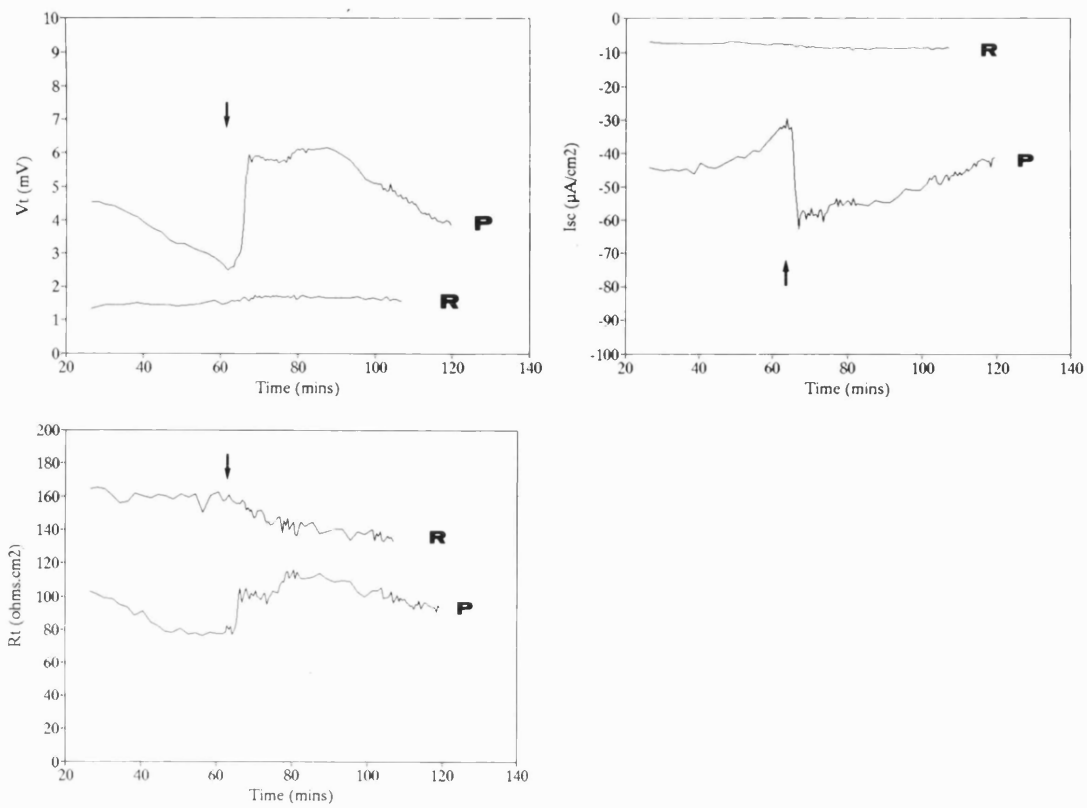 10
9
8
7
6
5
4
3
2
1
0
Vt (mV)
P
R
20 40 60 80 100 120 140
Time (mins)
0
-10
-20
-30
-40
-50
-60
-70
-80
-90
-100
Isc (µA/cm2)
R
P
20 40 60 80 100 120 140
Time (mins)
200
180
160
140
120
100
80
60
40
20
0
Rt (ohms.cm2)
R
P
20 40 60 80 100 120 140
Time (mins)